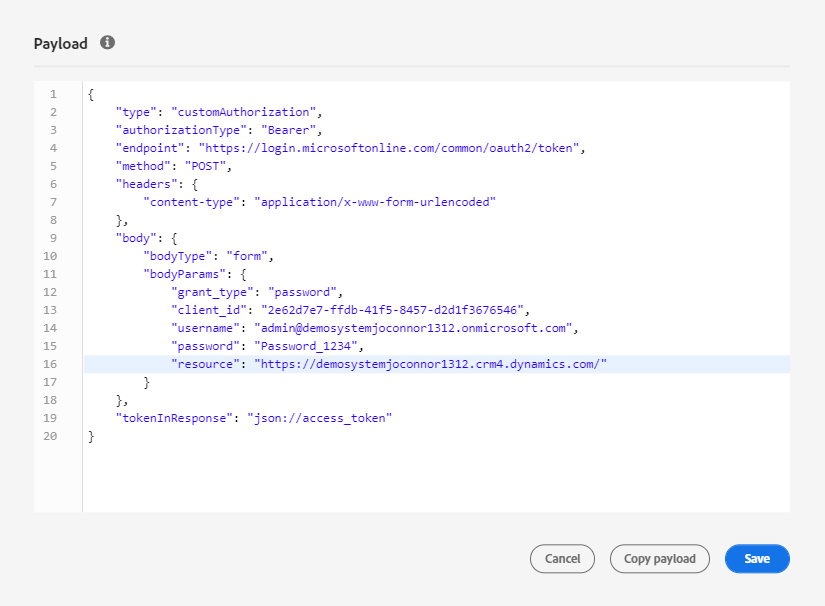 Payload
1 {
2 "type": "customAuthorization",
3 "authorizationType": "Bearer",
4 "endpoint": "https://login.microsoftonline.com/common/oauth2/token",
5 "method": "POST",
6 "headers": {
7 "content-type": "application/x-www-form-urlencoded"
8 },
9 "body": {
10 "bodyType": "form",
11 "bodyParams": {
12 "grant_type": "password",
13 "client_id": "2e62d7e7-ffdb-41f5-8457-d2d1f3676546",
14 "username": "admin@demosystemjoconnor1312.onmicrosoft.com",
15 "password": "Password_1234",
16 "resource": "https://demosystemjoconnor1312.crm4.dynamics.com/"
17 }
18 },
19 "tokenInResponse": "json://access_token"
20 }
Cancel Copy payload Save